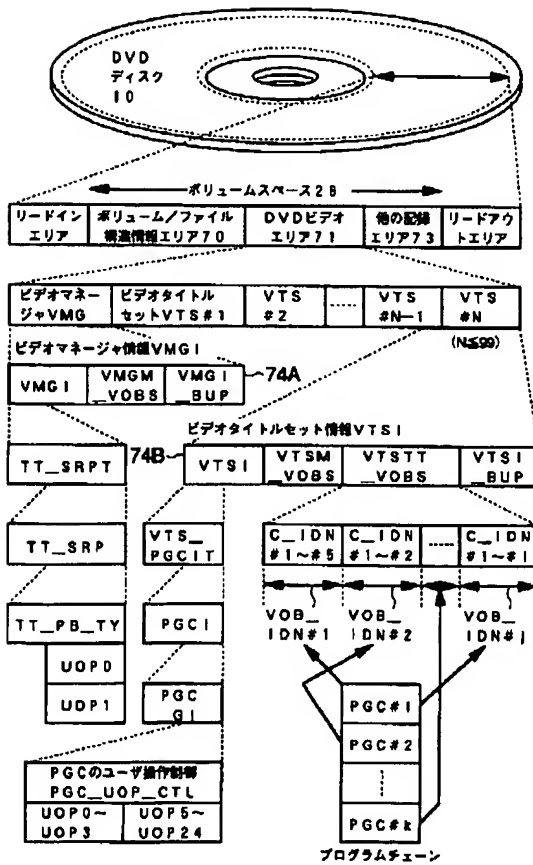 DVD
ディスク
10
ボリュームスペース28
リードイン
エリア
ボリューム/ファイル
構造情報エリア70
DVDビデオ
エリア71
他の記録
エリア73
リードアウ
トエリア
ビデオマネー
ジャVMG
ビデオタイトル
セットVTS#1
VTS
#2
VTS
#N−1
VTS
#N
(N≦99)
ビデオマネージャ情報VMGI
VMGI
VMGM
_VOBS
VMGI
_BUP
74A
ビデオタイトルセット情報VTSI
74B
VTSI
VTSM
_VOBS
VTSTT
_VOBS
VTSI
_BUP
TT_SRPT
TT_SRP
VTS_
PGCIT
C_IDN
#1~#5
C_IDN
#1~#2
C_IDN
#1~#i
VOB_
IDN#1
VOB_
IDN#2
VOB_
IDN#j
TT_PB_TY
UOP0
UOP1
PGCI
PGC
_GI
PGC#1
PGC#2
PGC#k
プログラムチェーン
PGCのユーザ操作制御
PGC_UOP_CTL
UOP0~
UOP3
UOP5~
UOP24